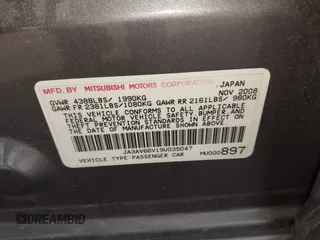 MFD. BY MITSUBISHI MOTORS CORPORATION, JAPAN
GVWR 4388LBS/ 1990KG NOV 2008
GAWR FR 2381LBS/1080KG GAWR RR 2161LBS/ 980KG
THIS VEHICLE CONFORMS TO ALL APPLICABLE
FEDERAL MOTOR VEHICLE SAFETY, BUMPER AND
THEFT PREVENTION STANDARDS IN EFFECT ON
THE DATE OF MANUFACTURE SHOWN ABOVE.
JA3AV66V19U035047
VEHICLE TYPE:PASSENGER CAR MU000897
© AUTOBIDMASTER